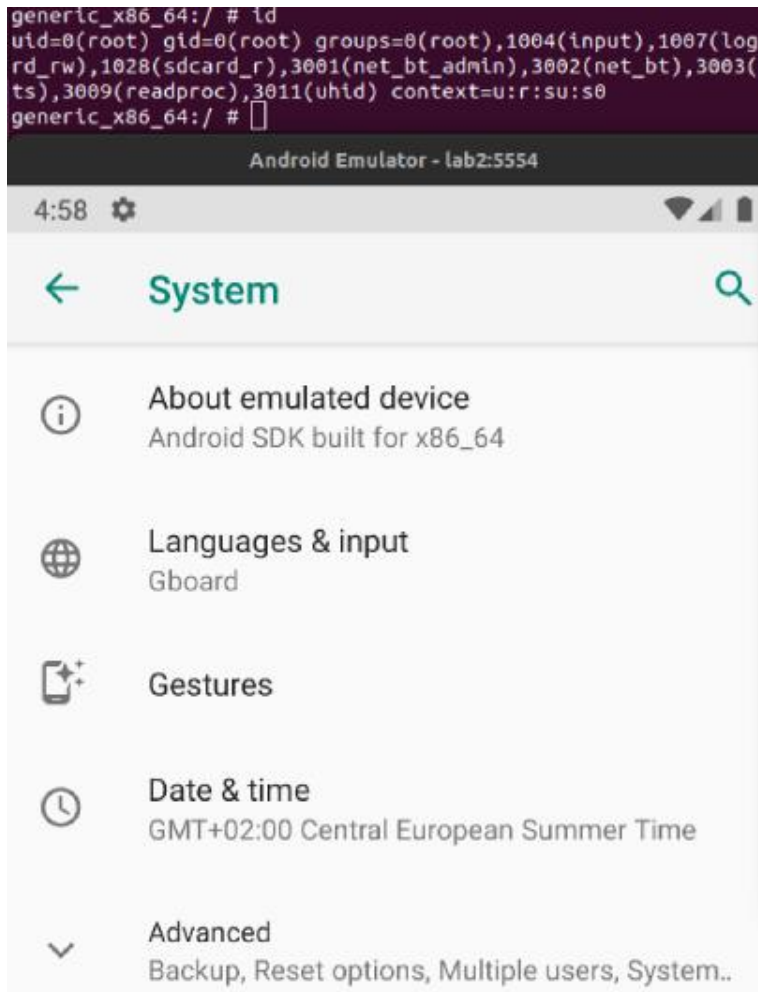 generic_x86_64:/ # id
uid=0(root) gid=0(root) groups=0(root),1004(input),1007(log
rd_rw),1028(sdcard_r),3001(net_bt_admin),3002(net_bt),3003(
ts),3009(readproc),3011(uhid) context=u:r:su:s0
generic_x86_64:/ #
Android Emulator - lab2:5554
4:58
System
About emulated device
Android SDK built for x86_64
Languages & input
Gboard
Gestures
Date & time
GMT+02:00 Central European Summer Time
Advanced
Backup, Reset options, Multiple users, System..